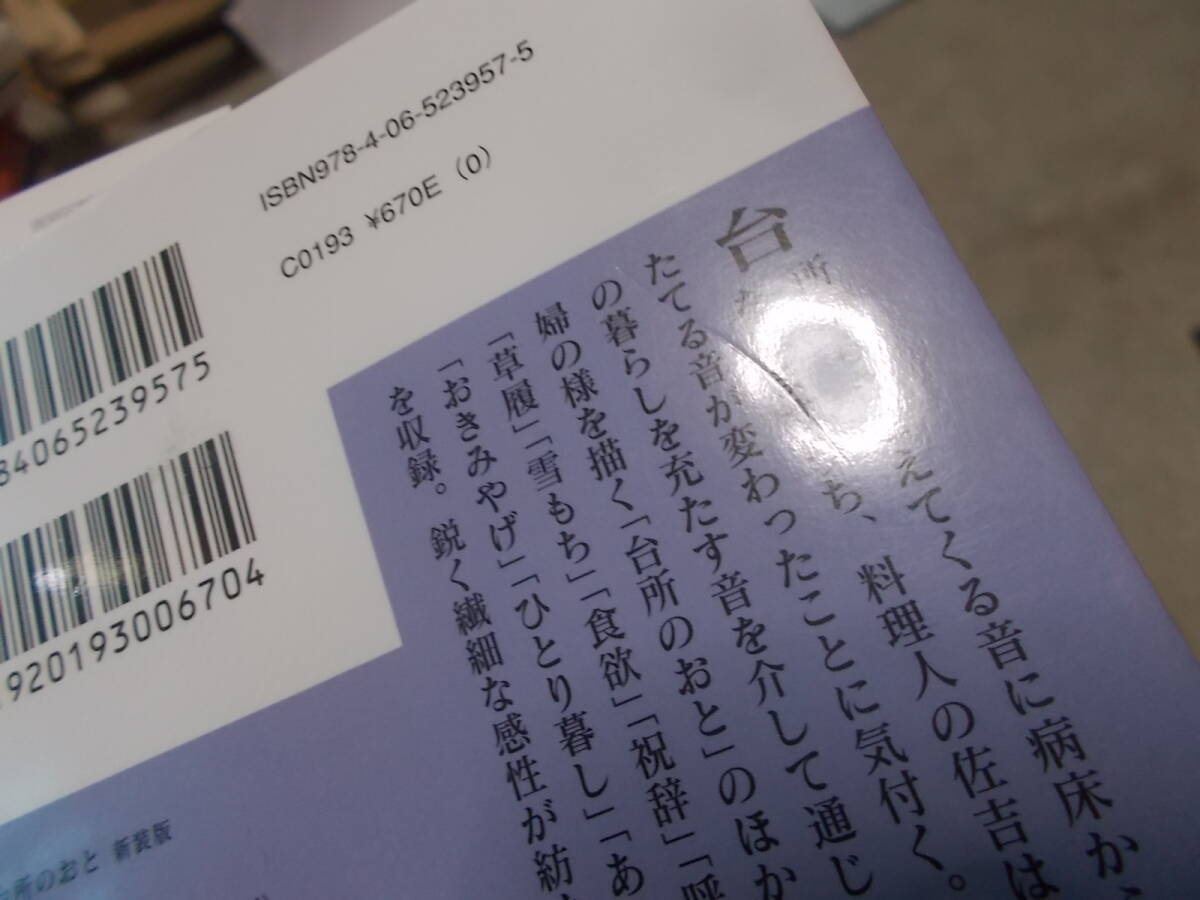 ISBN978-4-06-523957-5
C0193 ¥670E (0)
84065239575
1920193006704
台所
えてくる音に病床か
ち、料理人の佐吉は
たてる音が変わったことに気付く。
の暮らしを充たす音を介して通じ
婦の様を描く「台所のおと」のほか
「草履」「雪もち」「食欲」「祝辞」「呼
「おきみやげ」「ひとり暮し」「あ
を収録。鋭く繊細な感性が紡
所のおと 新装版